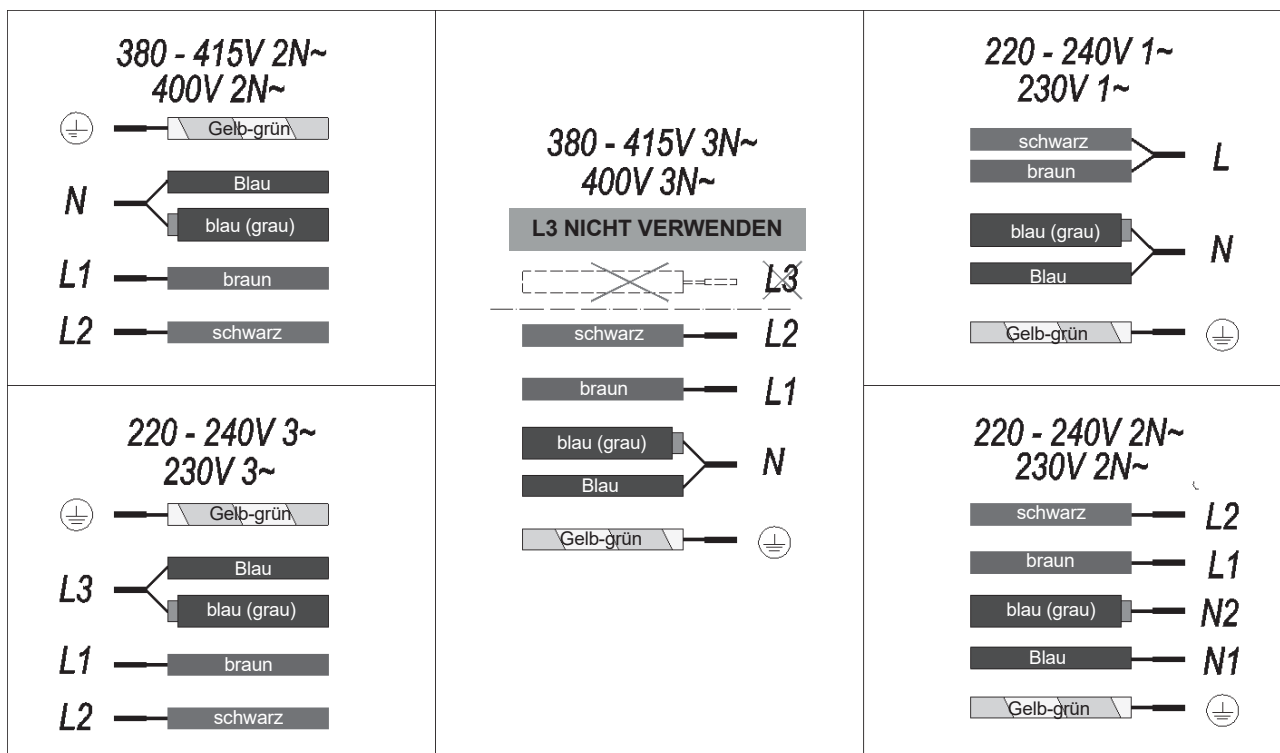 380 - 415V 2N~
400V 2N~
Gelb-grün
N
Blau
blau (grau)
L1
braun
L2
schwarz
220 - 240V 3~
230V 3~
Gelb-grün
L3
Blau
blau (grau)
L1
braun
L2
schwarz
380 - 415V 3N~
400V 3N~
L3 NICHT VERWENDEN
L3
schwarz
L2
braun
L1
blau (grau)
N
Blau
Gelb-grün
220 - 240V 1~
230V 1~
schwarz
L
braun
blau (grau)
N
Blau
Gelb-grün
220 - 240V 2N~
230V 2N~
schwarz
L2
braun
L1
blau (grau)
N2
Blau
N1
Gelb-grün